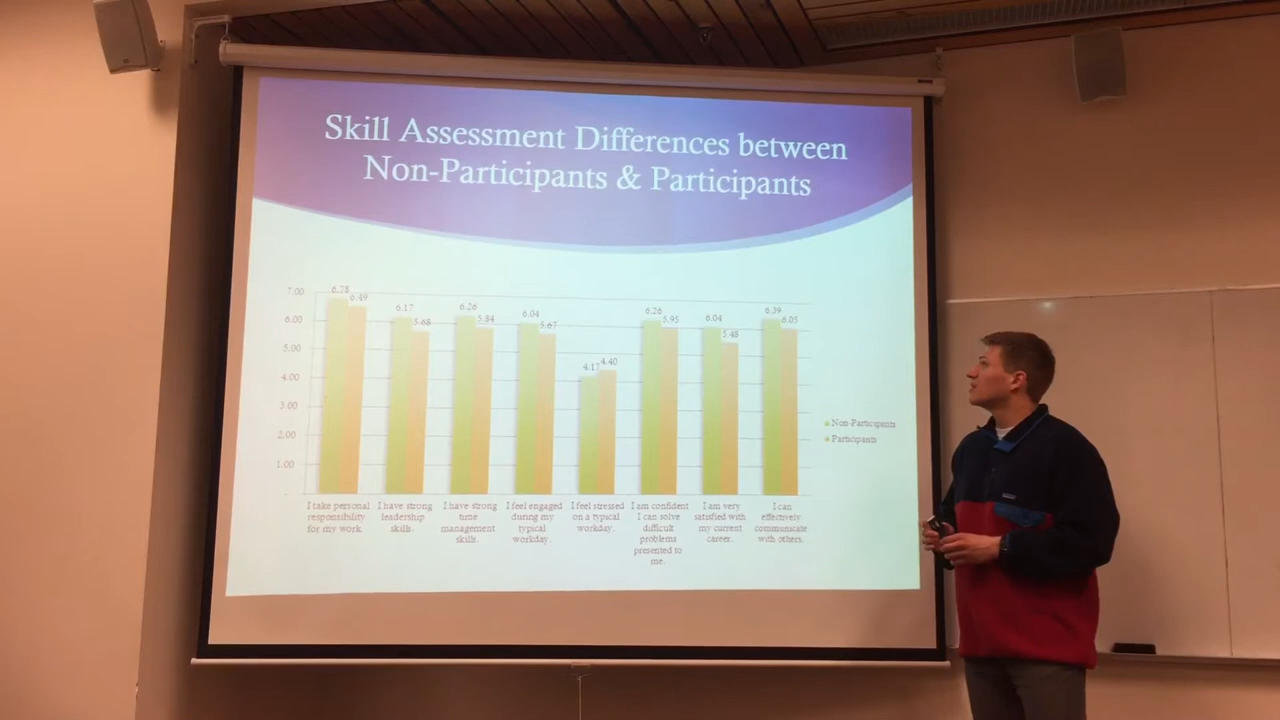 Skill Assessment Differences between
Non-Participants & Participants
7.00
6.00
5.00
4.00
3.00
2.00
1.00
6.78
6.49
6.17
5.68
6.26
5.84
6.04
5.67
4.17
4.40
6.26
5.95
6.04
5.48
6.39
6.05
I take personal
responsibility
for my work
I have strong
leadership
skills.
I have strong
time
management
skills.
I feel engaged
during my
typical
workday.
I feel stressed
on a typical
workday.
I am confident
I can solve
difficult
problems
presented to
me.
I am very
satisfied with
my current
career.
I can
effectively
communicate
with others.
Non-Participants
Participants